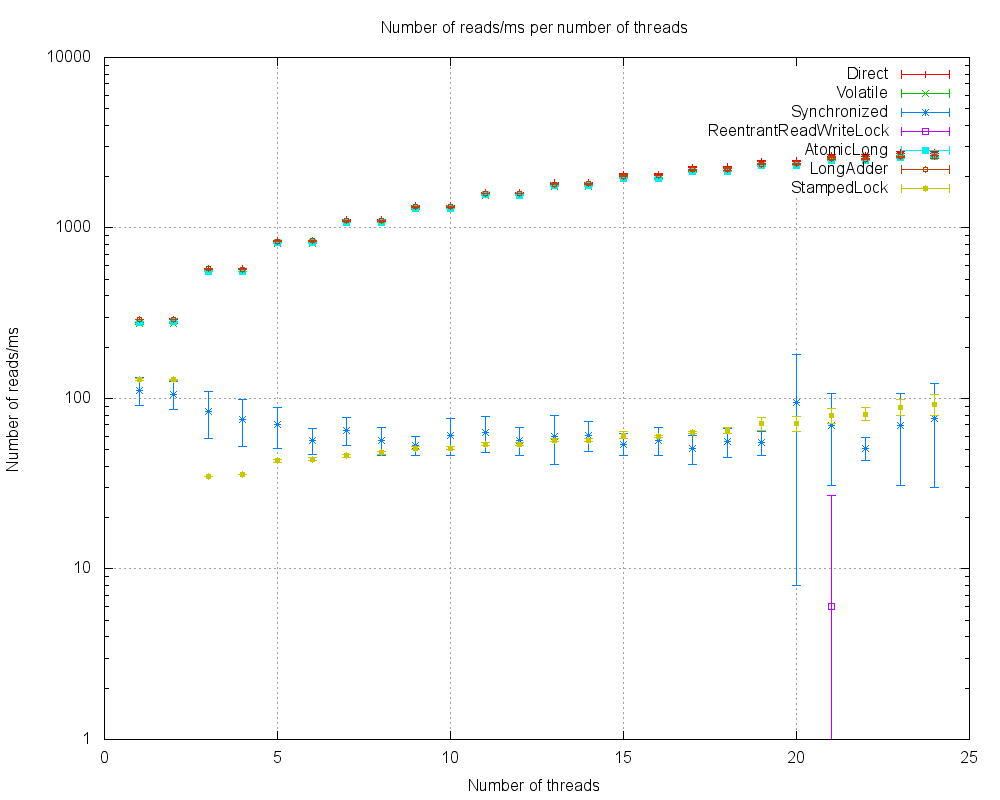 Number of reads/ms per number of threads
10000
1000
100
10
1
Number of reads/ms
Direct
Volatile
Synchronized
ReentrantReadWriteLock
AtomicLong
LongAdder
StampedLock
0 5 10 15 20 25
Number of threads